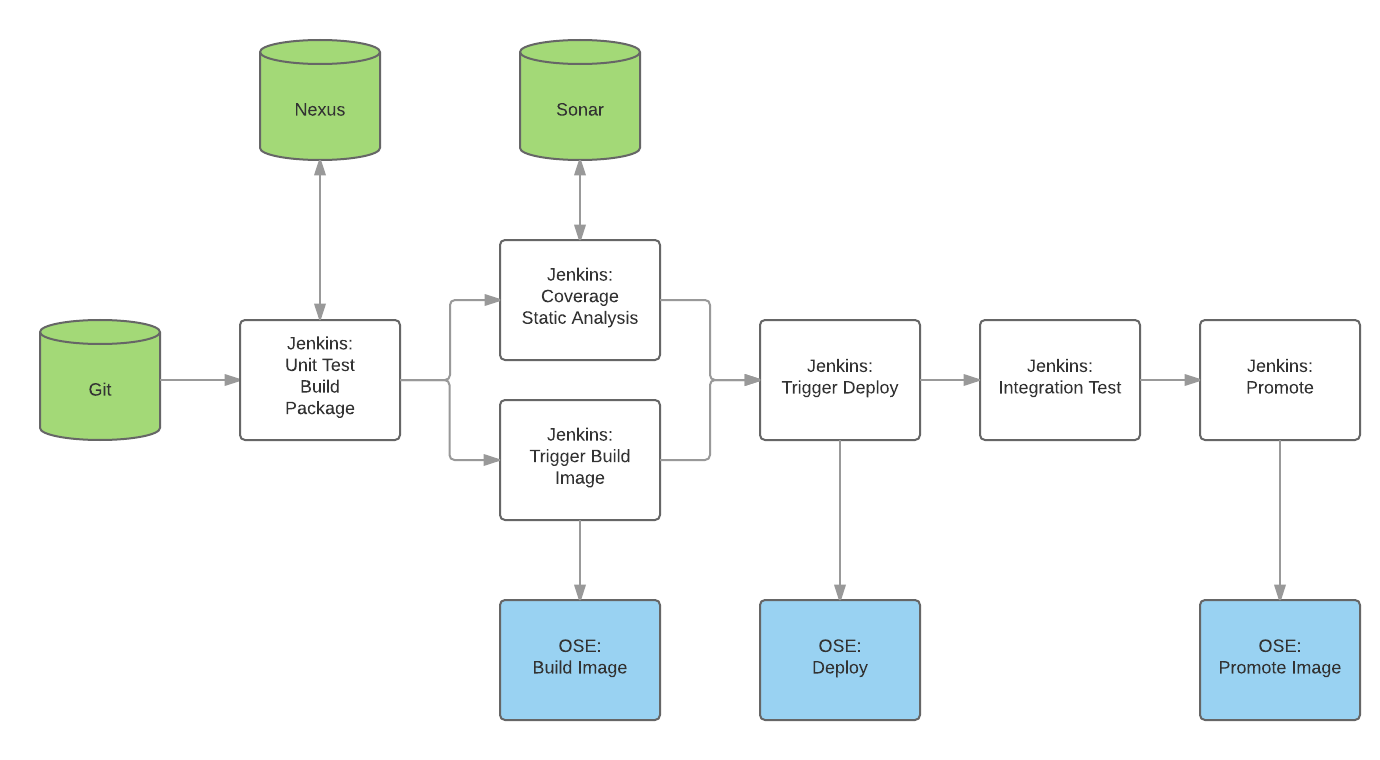 Nexus
Sonar
Jenkins:
Coverage
Static Analysis
Git
Jenkins:
Unit Test
Build
Package
Jenkins:
Trigger Build
Image
Jenkins:
Trigger Deploy
Jenkins:
Integration Test
Jenkins:
Promote
OSE:
Build Image
OSE:
Deploy
OSE:
Promote Image